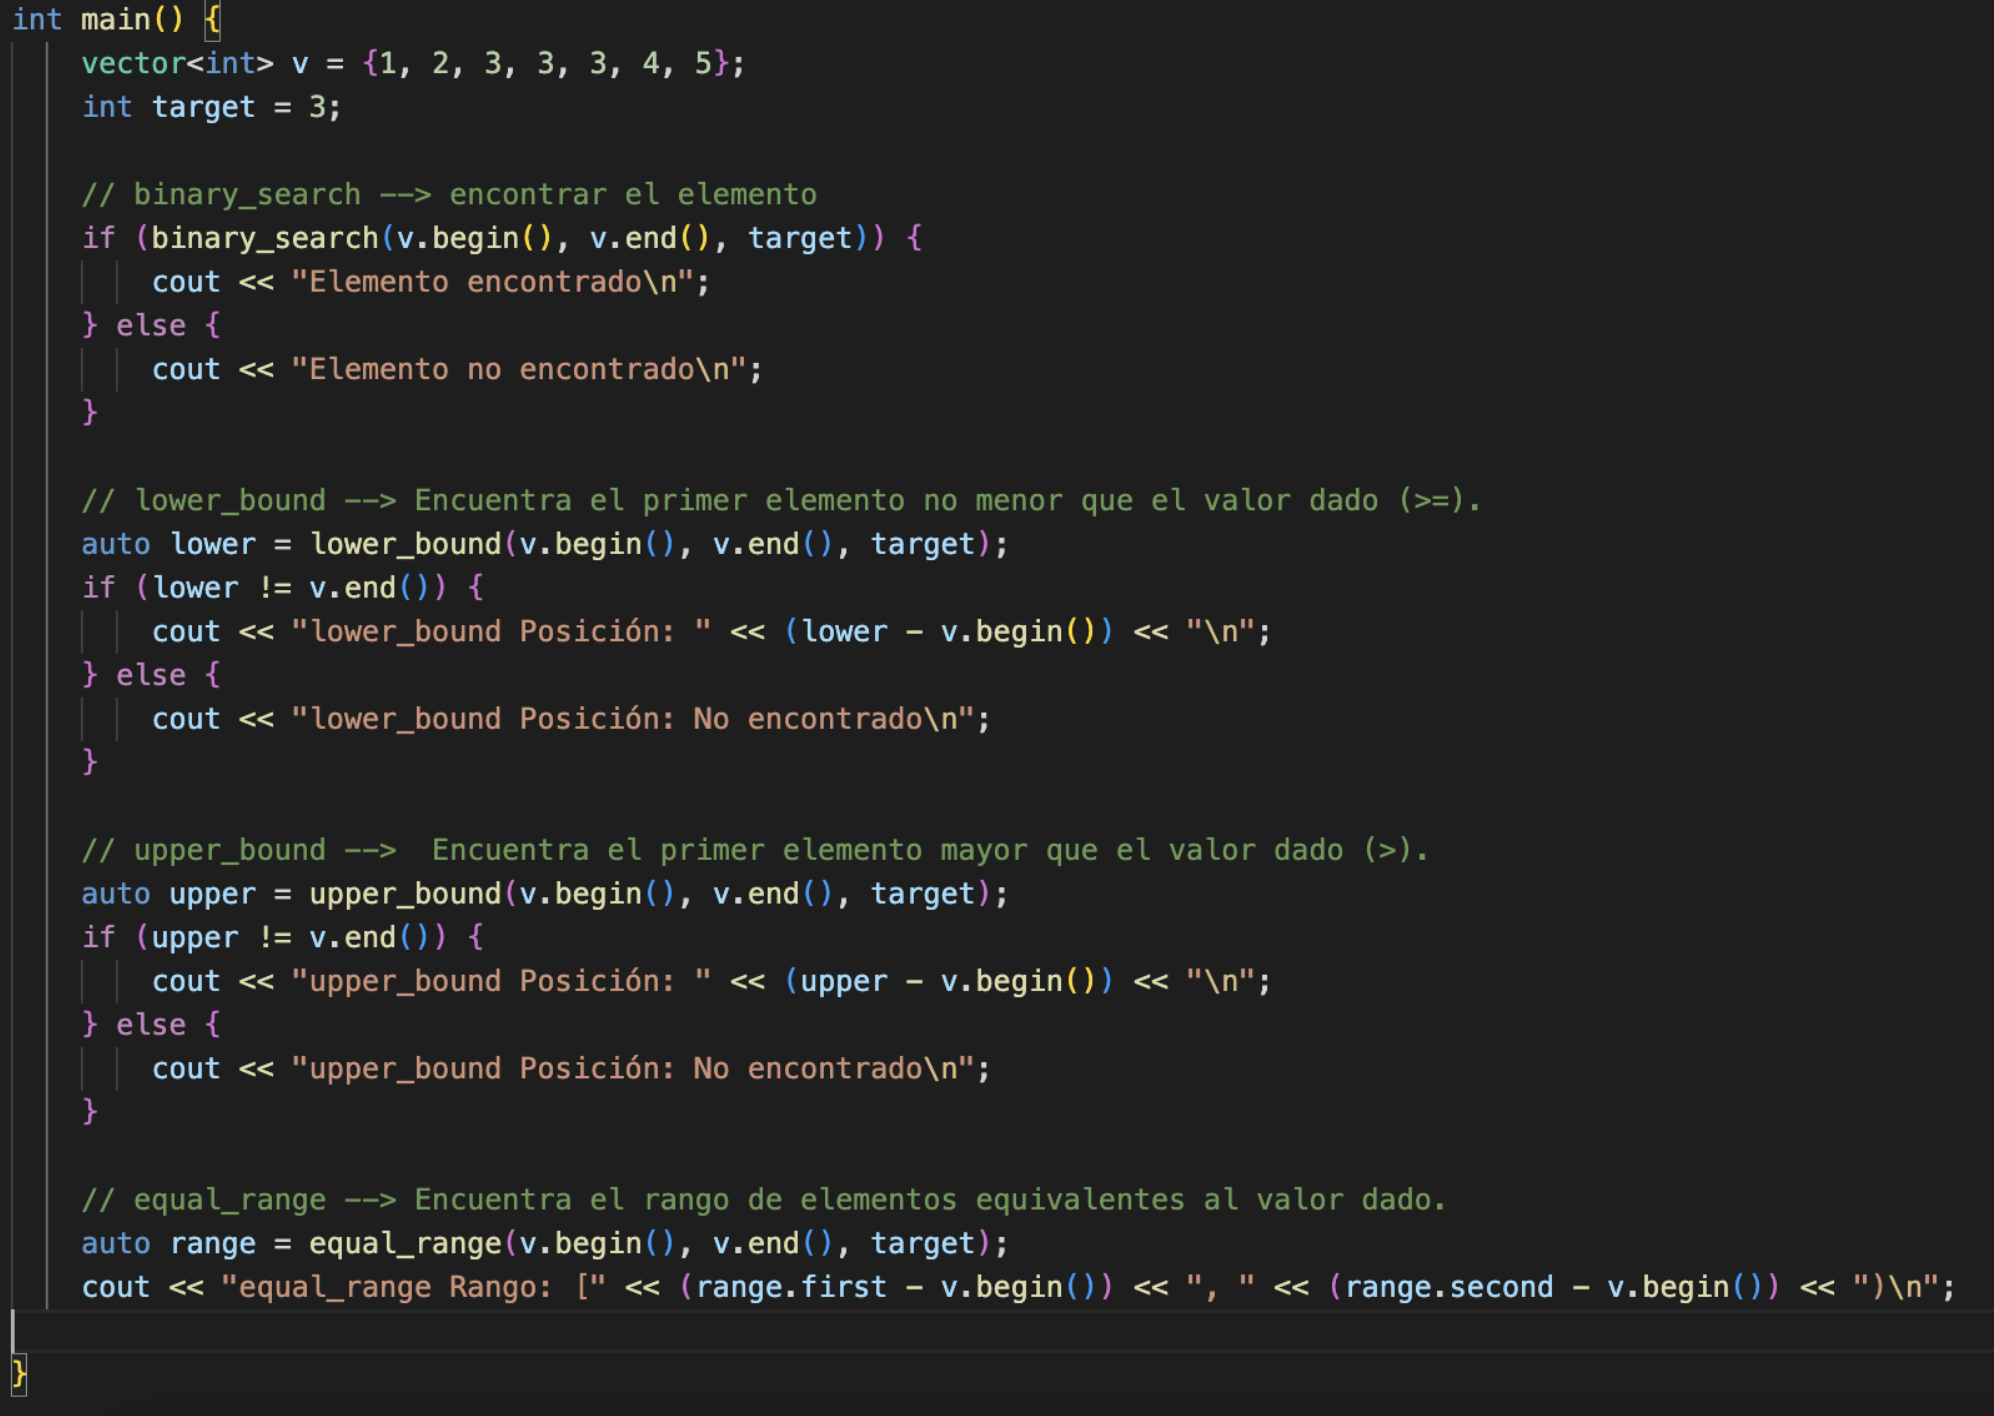 int main() {
    vector<int> v = {1, 2, 3, 3, 3, 4, 5};
    int target = 3;

    // binary_search --> encontrar el elemento
    if (binary_search(v.begin(), v.end(), target)) {
        cout << "Elemento encontrado\n";
    } else {
        cout << "Elemento no encontrado\n";
    }

    // lower_bound --> Encuentra el primer elemento no menor que el valor dado (>=).
    auto lower = lower_bound(v.begin(), v.end(), target);
    if (lower != v.end()) {
        cout << "lower_bound Posición: " << (lower - v.begin()) << "\n";
    } else {
        cout << "lower_bound Posición: No encontrado\n";
    }

    // upper_bound -->  Encuentra el primer elemento mayor que el valor dado (>).
    auto upper = upper_bound(v.begin(), v.end(), target);
    if (upper != v.end()) {
        cout << "upper_bound Posición: " << (upper - v.begin()) << "\n";
    } else {
        cout << "upper_bound Posición: No encontrado\n";
    }

    // equal_range --> Encuentra el rango de elementos equivalentes al valor dado.
    auto range = equal_range(v.begin(), v.end(), target);
    cout << "equal_range Rango: [" << (range.first - v.begin()) << ", " << (range.second - v.begin()) << ")\n";

}